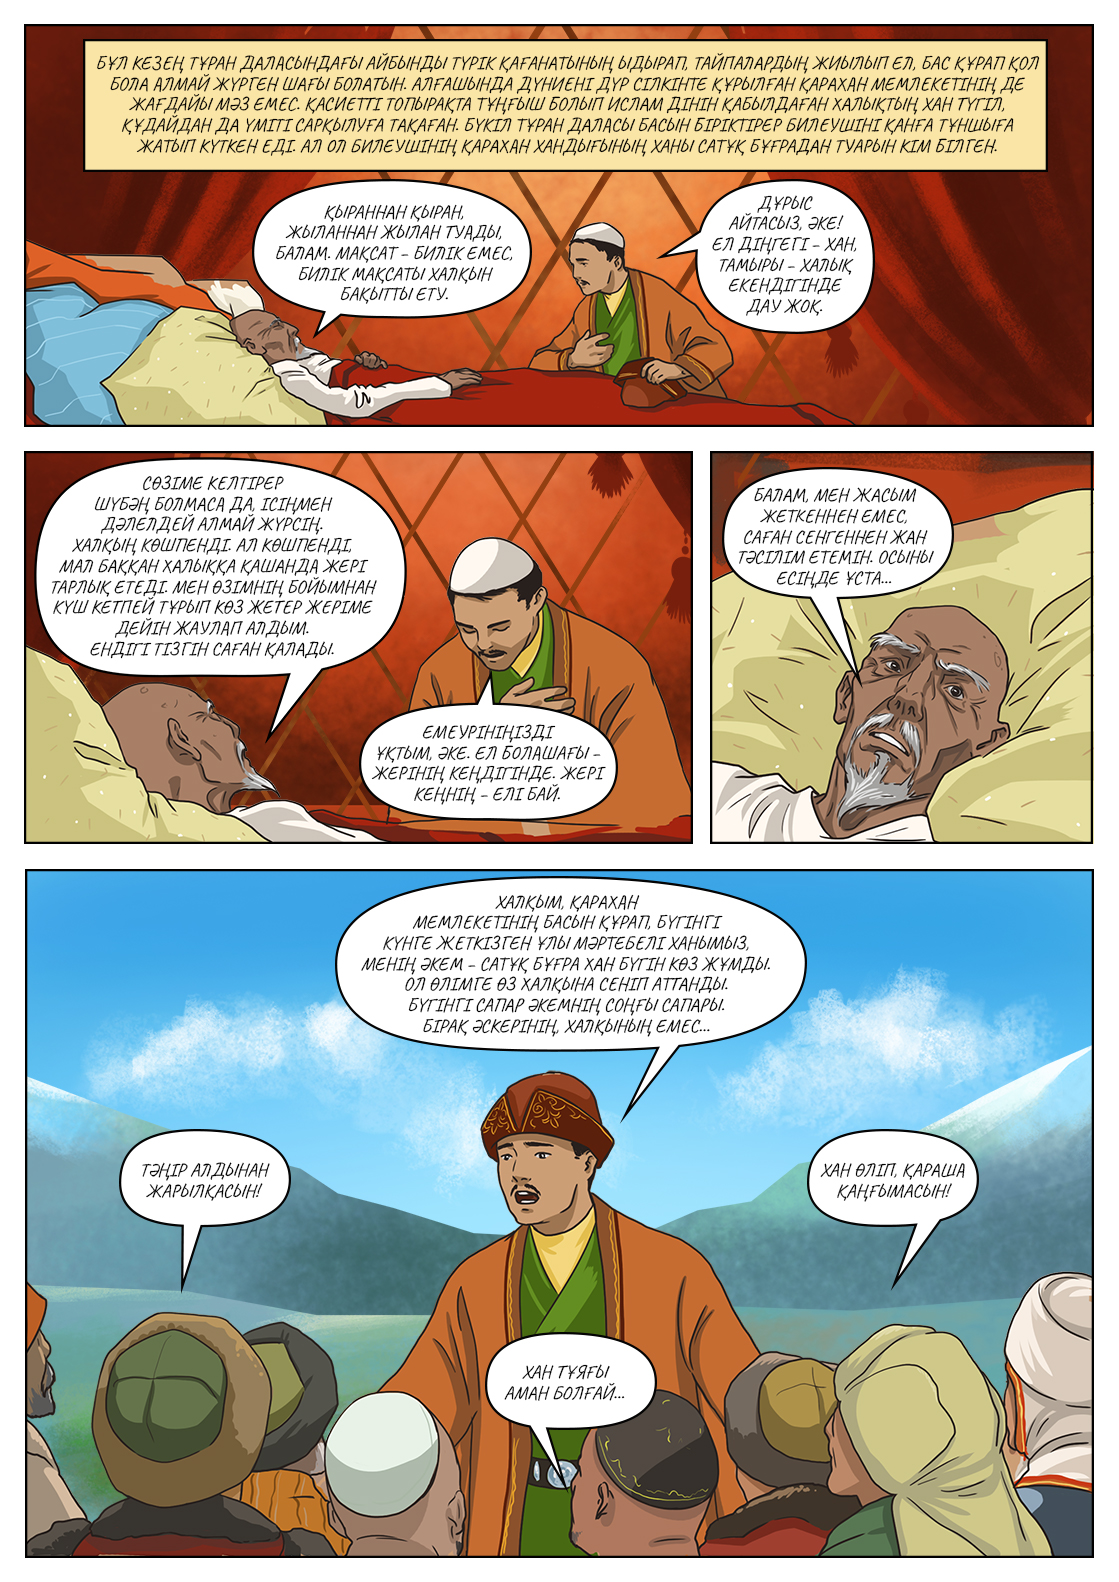 БҰЛ КЕЗЕҢ ТҰРАН ДАЛАСЫНДАҒЫ АЙБЫНДЫ ТҮРІК ҚАҒАНАТЫНЫҢ ЫДЫРАП, ТАЙПАЛАРДЫҢ ЖИЫЛЫП ЕЛ, БАС ҚҰРАП ҚОЛ
БОЛА АЛМАЙ ЖҮРГЕН ШАҒЫ БОЛАТЫН. АЛҒАШЫНДА ДҮНИЕНІ ДҮР СІЛКІНТЕ ҚҰРЫЛҒАН ҚАРАХАН МЕМЛЕКЕТІНІҢ ДЕ
ЖАҒДАЙЫ МӘЗ ЕМЕС. ҚАСИЕТТІ ТОПЫРАҚТА ТҰҢҒЫШ БОЛЫП ИСЛАМ ДІНІН ҚАБЫЛДАҒАН ХАЛЫҚТЫҢ ХАН ТҮГІЛ,
ҚҰДАЙДАН ДА ҮМІТІ САРҚЫЛУҒА ТАҚАҒАН. БҮКІЛ ТҰРАН ДАЛАСЫ БАСЫН БІРІКТІРЕР БИЛЕУШІНІ ҚАНҒА ТҰНШЫҒА
ЖАТЫП КҮТКЕН ЕДІ. АЛ ОЛ БИЛЕУШІНІҢ ҚАРАХАН ХАНДЫҒЫНЫҢ ХАНЫ САТҰҚ БҰҒРАДАН ТУАРЫН КІМ БІЛГЕН.
ҚЫРАННАН ҚЫРАН,
ЖЫЛАННАН ЖЫЛАН ТУАДЫ,
БАЛАМ. МАҚСАТ – БИЛІК ЕМЕС,
БИЛІК МАҚСАТЫ ХАЛҚЫН
БАҚЫТТЫ ЕТУ.
ДҰРЫС
АЙТАСЫЗ, ӘКЕ!
ЕЛ ДІҢГЕГІ – ХАН,
ТАМЫРЫ – ХАЛЫҚ
ЕКЕНДІГІНДЕ
ДАУ ЖОҚ.
СӨЗІМЕ КЕЛТІРЕР
ШҮБӘҢ БОЛМАСА ДА, ІСІҢМЕН
ДӘЛЕЛДЕЙ АЛМАЙ ЖҮРСІҢ.
ХАЛҚЫҢ КӨШПЕНДІ. АЛ КӨШПЕНДІ,
МАЛ БАҚҚАН ХАЛЫҚҚА ҚАШАНДА ЖЕРІ
ТАРЛЫҚ ЕТЕДІ. МЕН ӨЗІМНІҢ БОЙЫМНАН
КҮШ КЕТПЕЙ ТҰРЫП КӨЗ ЖЕТЕР ЖЕРІМЕ
ДЕЙІН ЖАУЛАП АЛДЫМ.
ЕНДІГІ ТІЗГІН САҒАН ҚАЛАДЫ.
ЕМЕУРІНІҢІЗДІ
ҰҚТЫМ, ӘКЕ. ЕЛ БОЛАШАҒЫ –
ЖЕРІНІҢ КЕҢДІГІНДЕ. ЖЕРІ
КЕҢНІҢ – ЕЛІ БАЙ.
БАЛАМ, МЕН ЖАСЫМ
ЖЕТКЕННЕН ЕМЕС,
САҒАН СЕНГЕННЕН ЖАН
ТӘСІЛІМ ЕТЕМІН. ОСЫНЫ
ЕСІҢДЕ ҰСТА...
ХАЛҚЫМ, ҚАРАХАН
МЕМЛЕКЕТІНІҢ БАСЫН ҚҰРАП, БҮГІНГІ
КҮНГЕ ЖЕТКІЗГЕН ҰЛЫ МӘРТЕБЕЛІ ХАНЫМЫЗ,
МЕНІҢ ӘКЕМ – САТҰҚ БҰҒРА ХАН БҮГІН КӨЗ ЖҰМДЫ.
ОЛ ӨЛІМГЕ ӨЗ ХАЛҚЫНА СЕНІП АТТАНДЫ.
БҮГІНГІ САПАР ӘКЕМНІҢ СОҢҒЫ САПАРЫ.
БІРАҚ ӘСКЕРІНІҢ, ХАЛҚЫНЫҢ ЕМЕС...
ТӘҢІР АЛДЫНАН
ЖАРЫЛҚАСЫН!
ХАН ӨЛІП, ҚАРАША
ҚАҢҒЫМАСЫН!
ХАН ТҰЯҒЫ
АМАН БОЛҒАЙ...